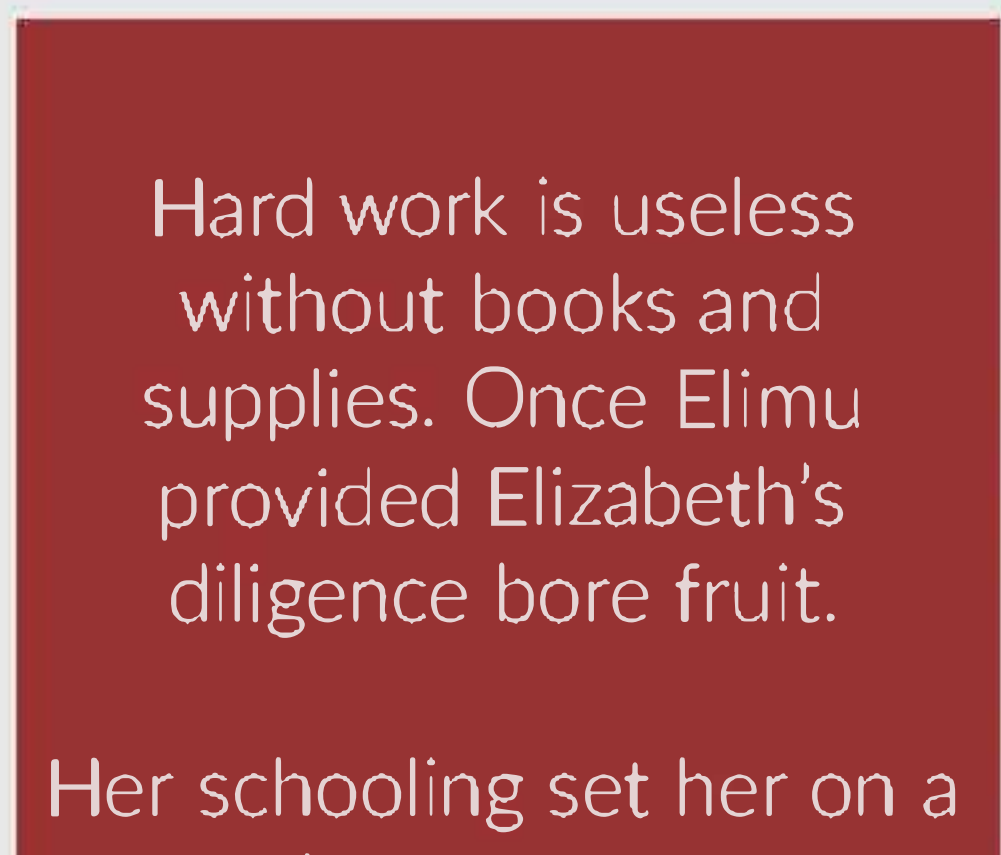 Hard work is useless
without books and
supplies. Once Elimu
provided Elizabeth's
diligence bore fruit.
Her schooling set her on a